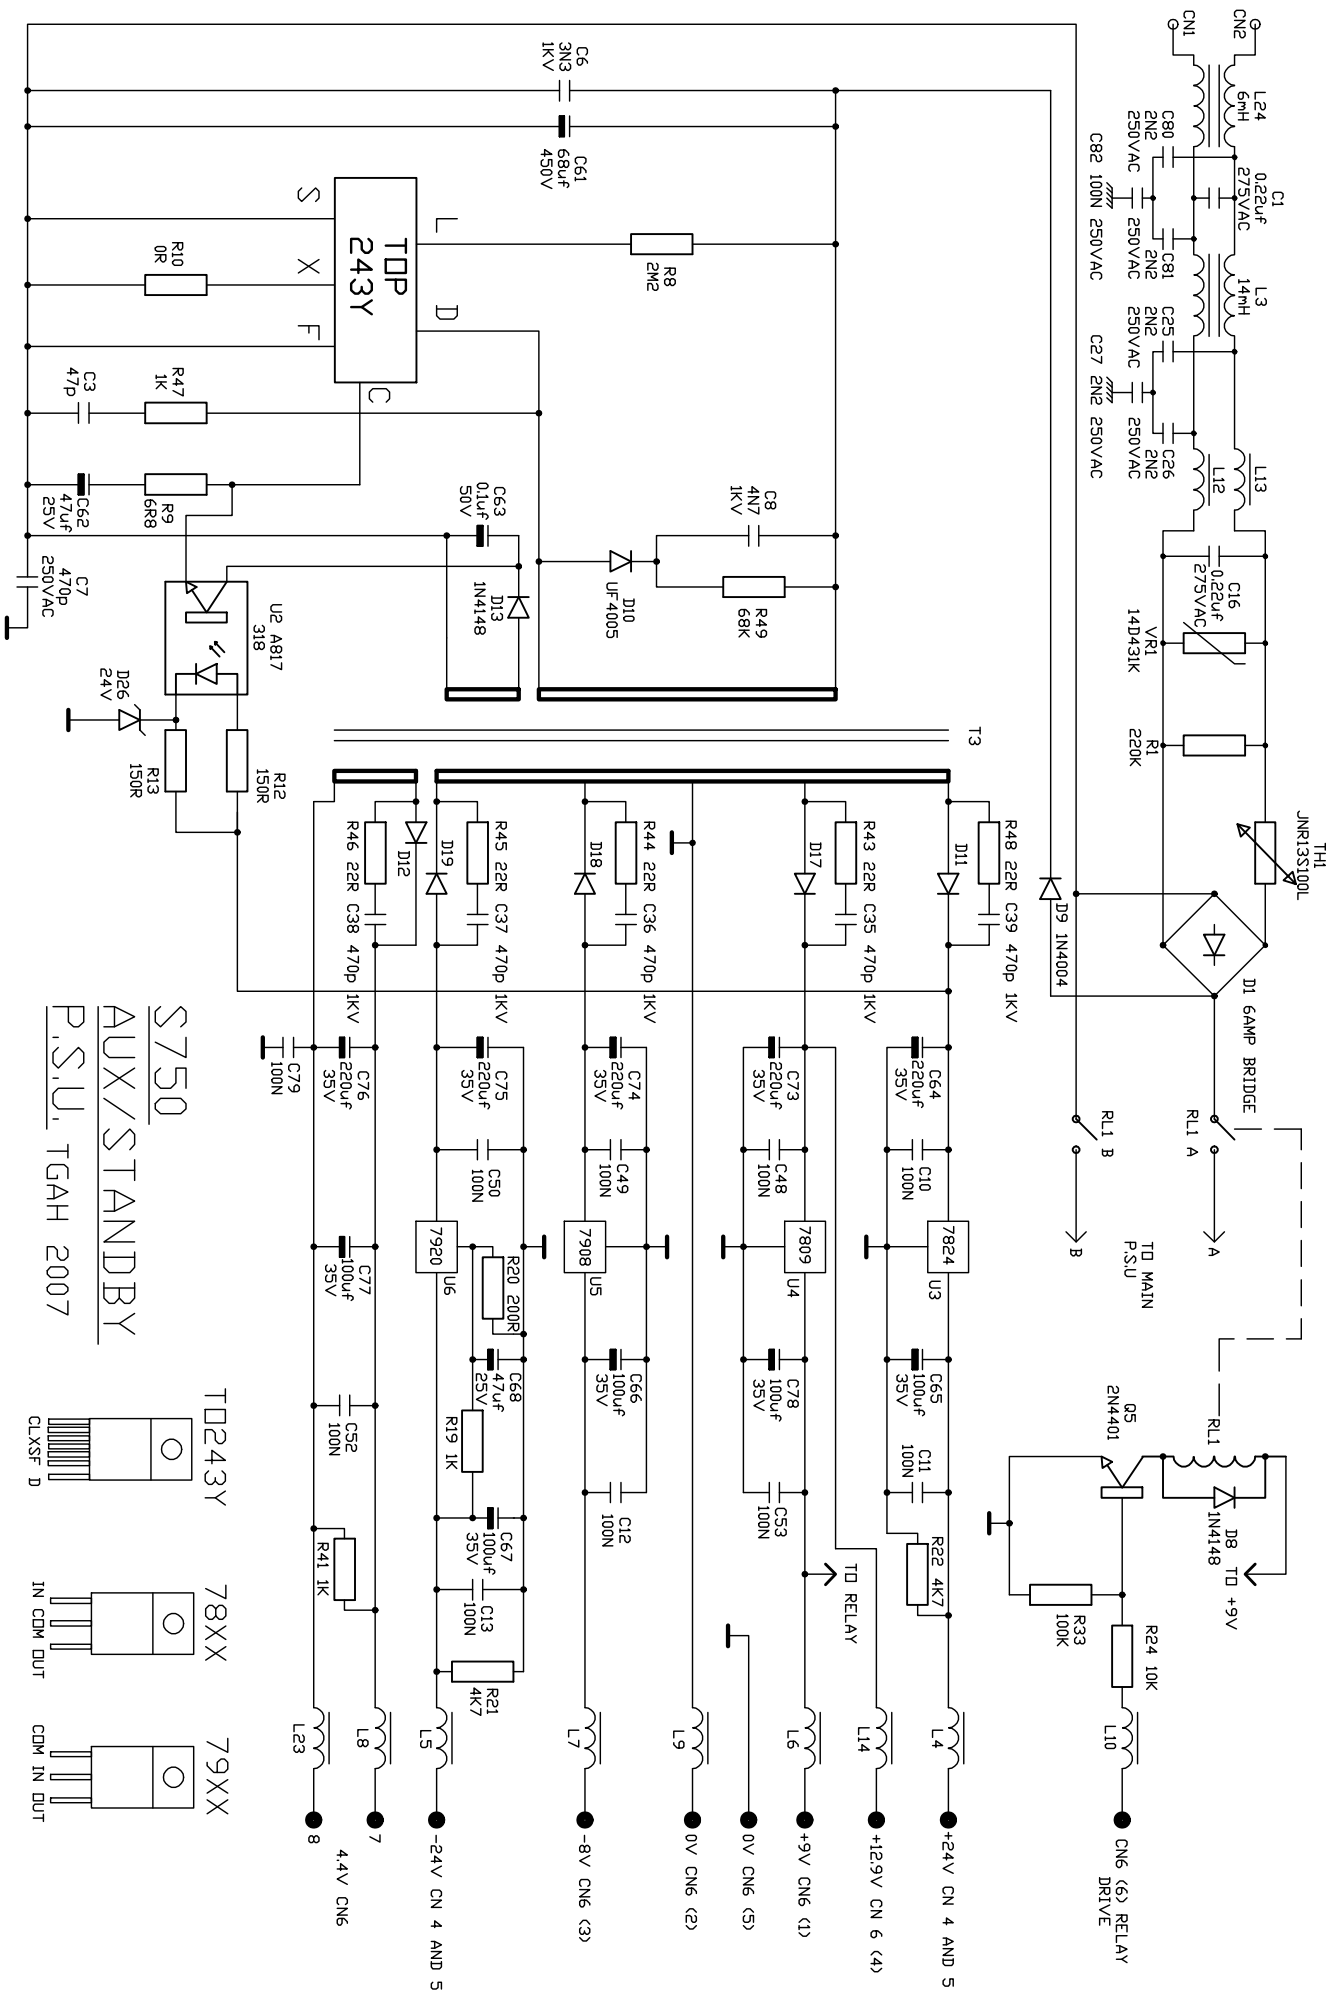 CN2
CN1
L24
6mH
C80
2N2
250VAC
C82 100N 250VAC
C1
0.22uf
275VAC
C81
2N2
250VAC
L3
14mH
C25
2N2
250VAC
C27 2N2 250VAC
C26
2N2
250VAC
L13
L12
C16
0.22uf
275VAC
VR1
14D431K
R1
220K
TH1
JNR13S100L
D1 6AMP BRIDGE
D9 1N4004
RL1 A
RL1 B
A
B
TO MAIN
P.S.U
RL1
Q5
2N4401
D8
1N4148
TO +9V
R33
100K
R24 10K
L10
CN6 (6) RELAY
DRIVE
C6
3N3
1KV
C61
68uf
450V
R8
2M2
TOP
243Y
L
D
S
X
F
C
R10
0R
C3
47p
R47
1K
C62
47uf
25V
R9
6R8
C63
0.1uf
50V
C8
4N7
1KV
R49
68K
D10
UF4005
D13
1N4148
C7
470p
250VAC
U2 A817
318
D26
24V
R13
150R
R12
150R
T3
R48 22R C39 470p 1KV
D11
R43 22R C35 470p 1KV
D17
R44 22R C36 470p 1KV
D18
R45 22R C37 470p 1KV
D19
R46 22R C38 470p 1KV
D12
C64
220uf
35V
C10
100N
7824
U3
C65
100uf
35V
C11
100N
R22 4K7
L4
+24V CN 4 AND 5
L14
+12.9V CN 6 (4)
C73
220uf
35V
C48
100N
7809
U4
C78
100uf
35V
C53
100N
TO RELAY
L6
+9V CN6 (1)
0V CN6 (5)
L9
0V CN6 (2)
C74
220uf
35V
C49
100N
7908
U5
C66
100uf
35V
C12
100N
L7
-8V CN6 (3)
C75
220uf
35V
C50
100N
7920
U6
R20 200R
C68
47uf
25V
R19 1K
C67
100uf
35V
C13
100N
R21
4K7
L5
-24V CN 4 AND 5
C76
220uf
35V
C79
100N
C77
100uf
35V
C52
100N
R41 1K
L8
L23
7
8
4.4V CN6
S750
AUX/STANDBY
P.S.U. TGAH 2007
TO243Y
CLXSF D
78XX
IN COM OUT
79XX
COM IN OUT